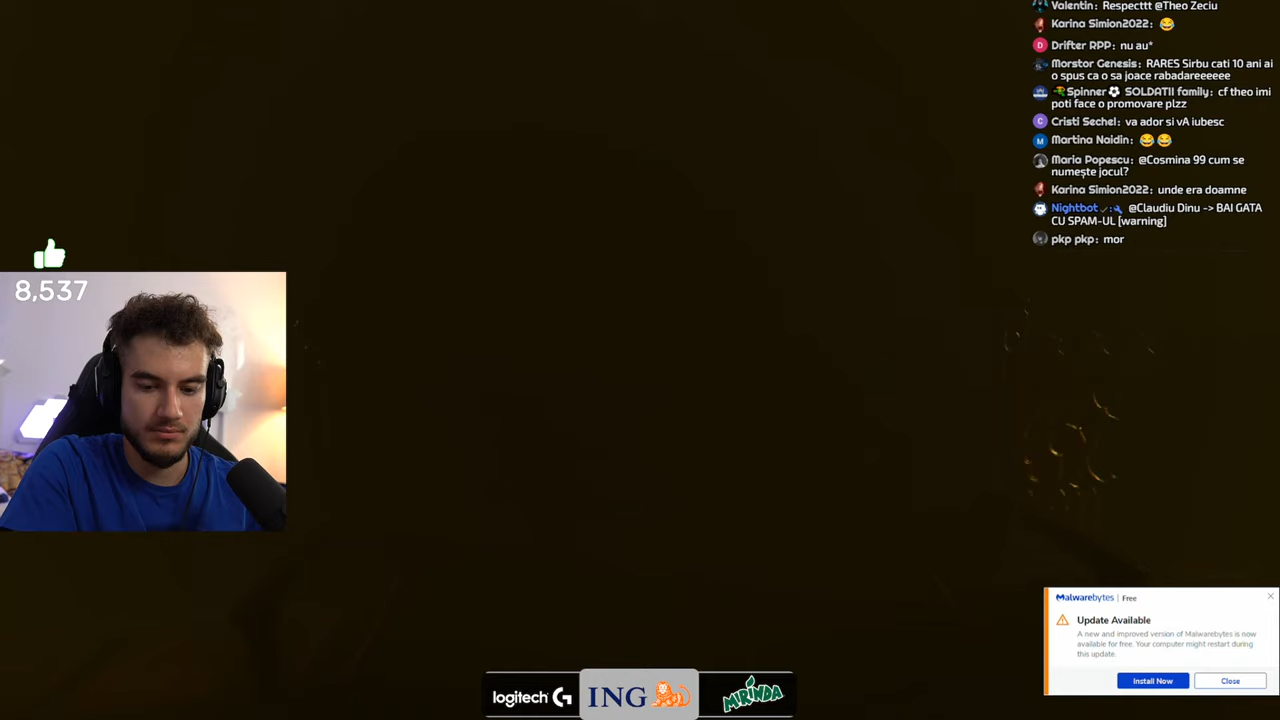 Valentin: Respecttt @Theo Zeciu
Karina Simion2022: 😂
D Drifter RPP: nu au*
Morstor Genesis: RARES Sirbu cati 10 ani ai
o spus ca o sa joace rabadareeeeee
Spinner⚽ SOLDATII family: cf theo imi
poti face o promovare plzz
C Cristi Sechel: va ador si vA iubesc
M Martina Naidin: 😂😂
Maria Popescu: @Cosmina 99 cum se
numește jocul?
Karina Simion2022: unde era doamne
Nightbot: @Claudiu Dinu -> BAI GATA
CU SPAM-UL [warning]
pkp pkp: mor
8,537
Malwarebytes | Free
Update Available
A new and improved version of Malwarebytes is now
available for free. Your computer might restart during
this update.
Install Now Close
logitech G ING MIRINDA